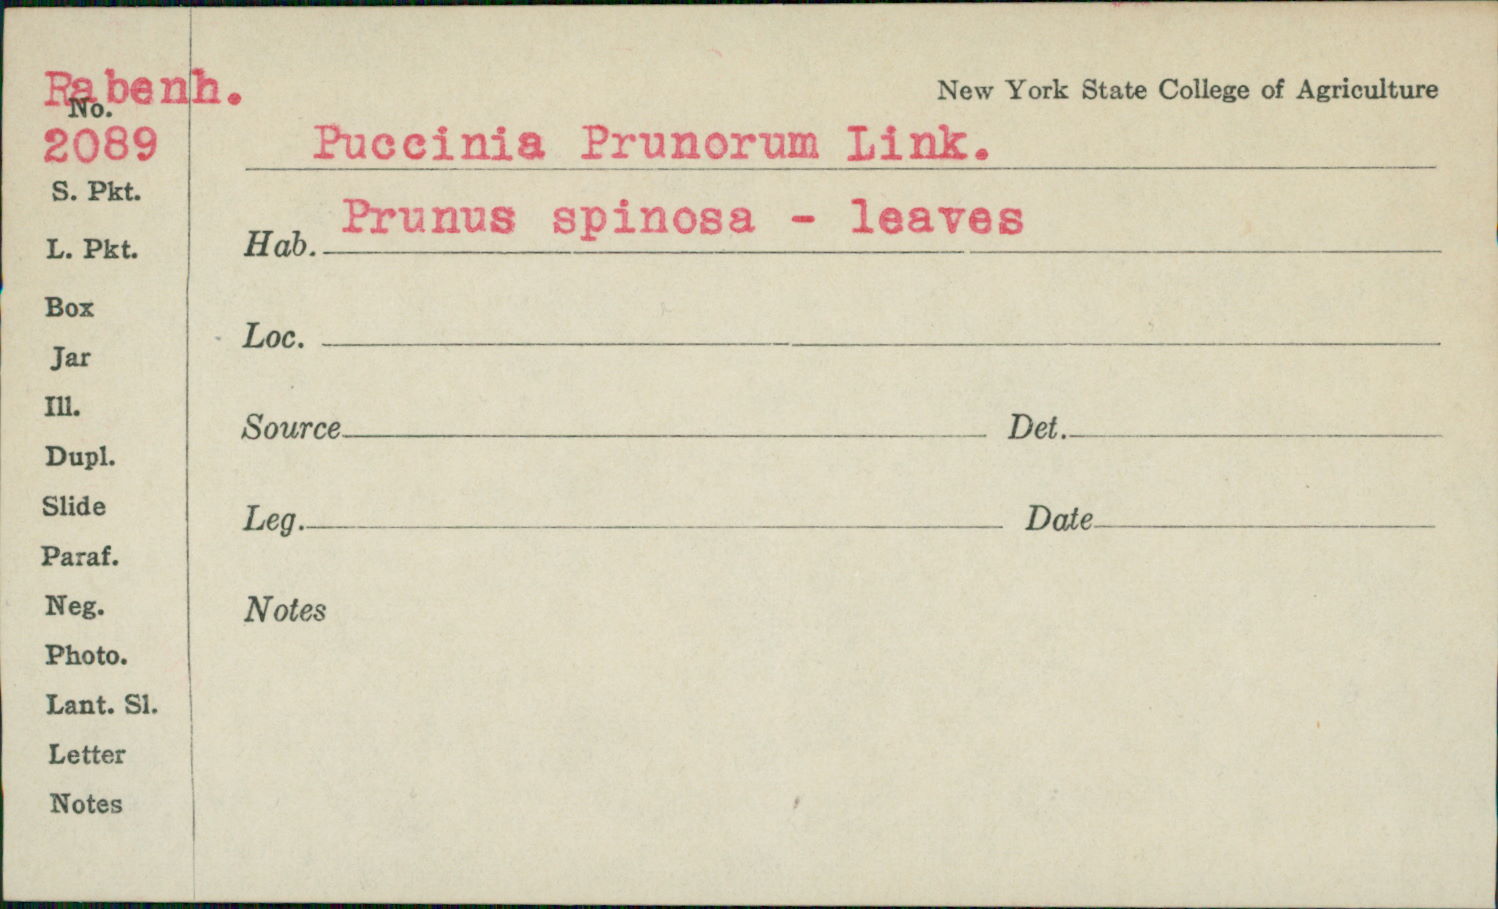 Rabenh.
No.
2089
S. Pkt.
L. Pkt.
Box
Jar
Ill.
Dupl.
Slide
Paraf.
Neg.
Photo.
Lant. Sl.
Letter
Notes
New York State College of Agriculture
Puccinia Prunorum Link.
Hab. Prunus spinosa - leaves
Loc.
Source Det.
Leg. Date
Notes